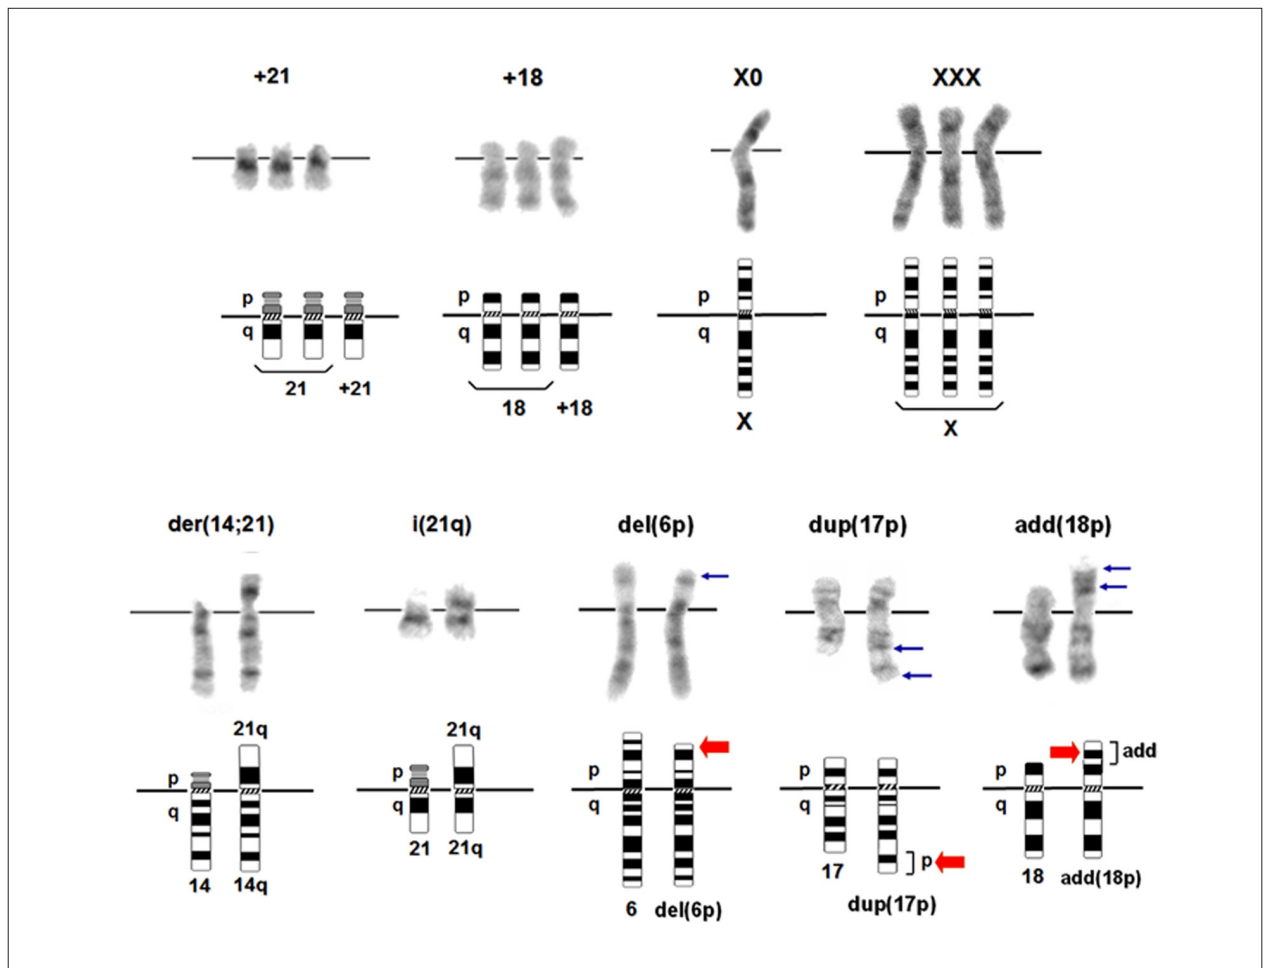 +21 +18 X0 XXX
p p p p
q q q q
21 +21 18 +18 X X
der(14;21) i(21q) del(6p) dup(17p) add(18p)
21q 21q
p p p p p add
q q q q p q
14 14q 21 21q 6 del(6p) 17 dup(17p) 18 add(18p)